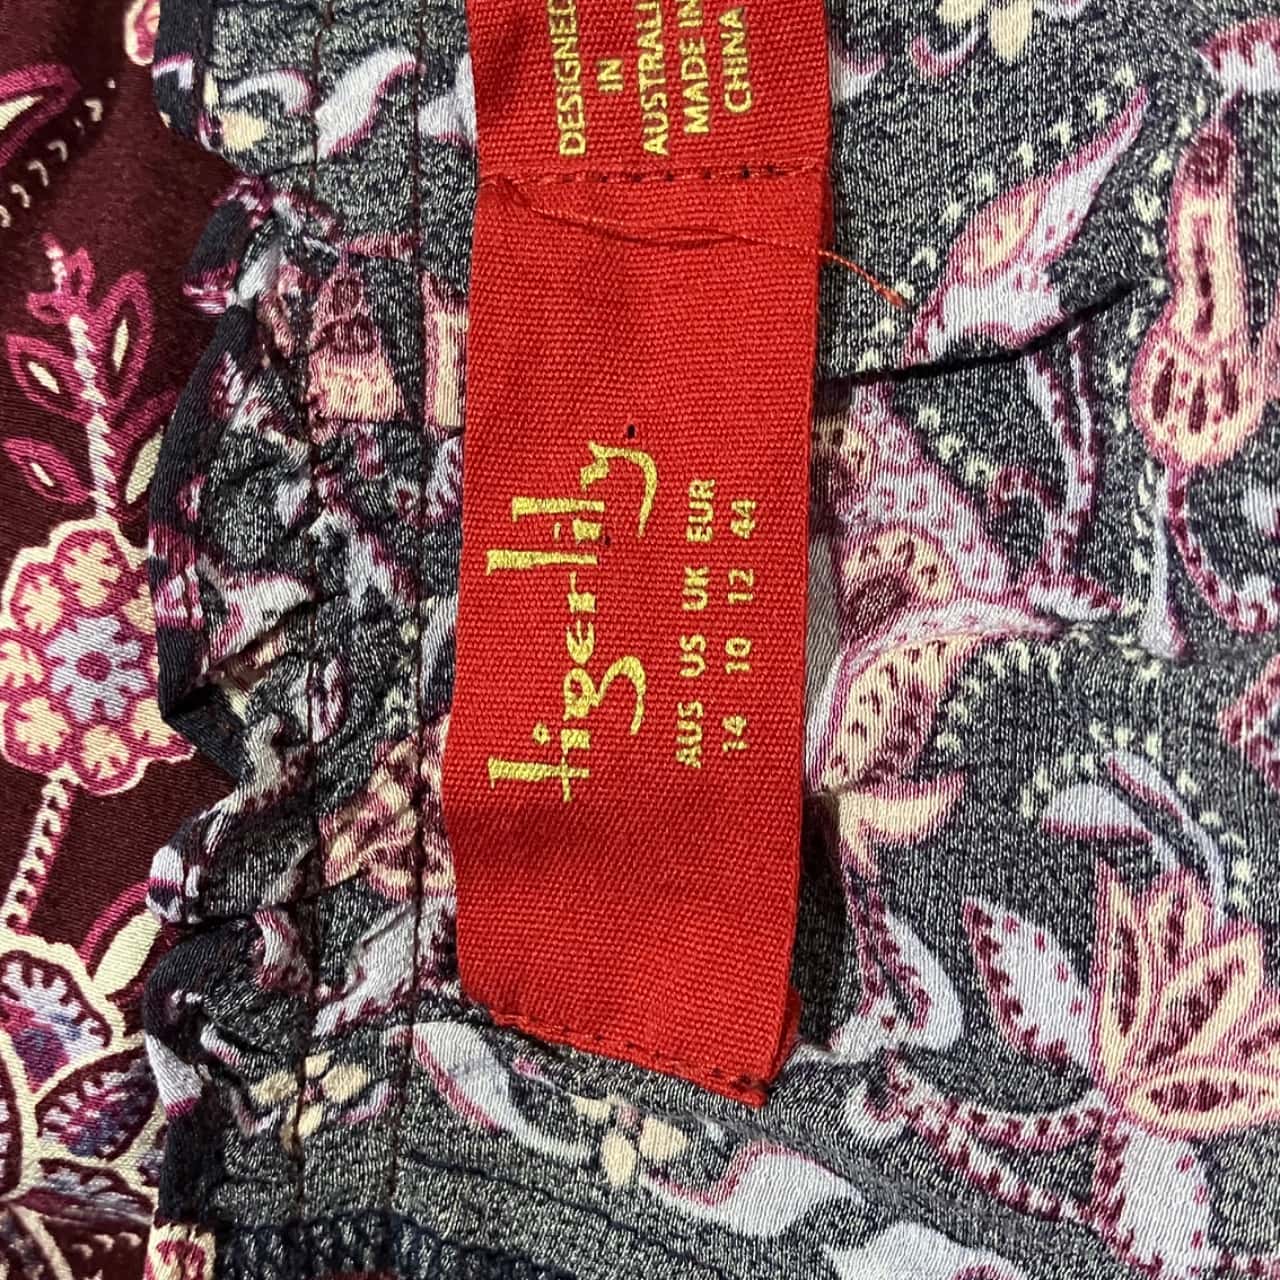 tigerlily
AUS US UK EUR
14 10 12 44
DESIGNED
IN
AUSTRALI
MADE IN
CHINA